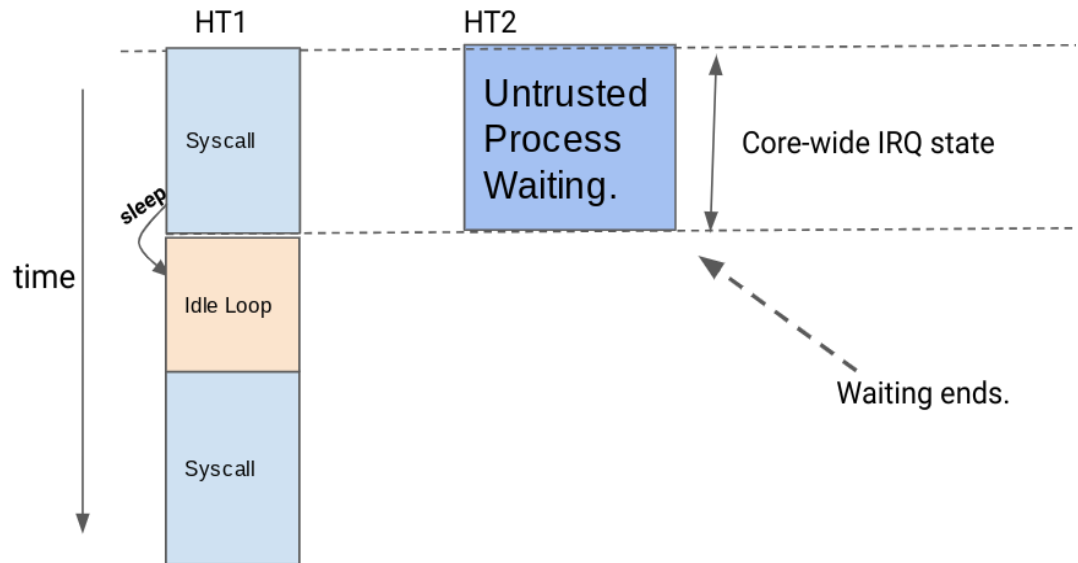 HT1
HT2
Syscall
Untrusted
Process
Waiting.
Core-wide IRQ state
sleep
time
Idle Loop
Waiting ends.
Syscall